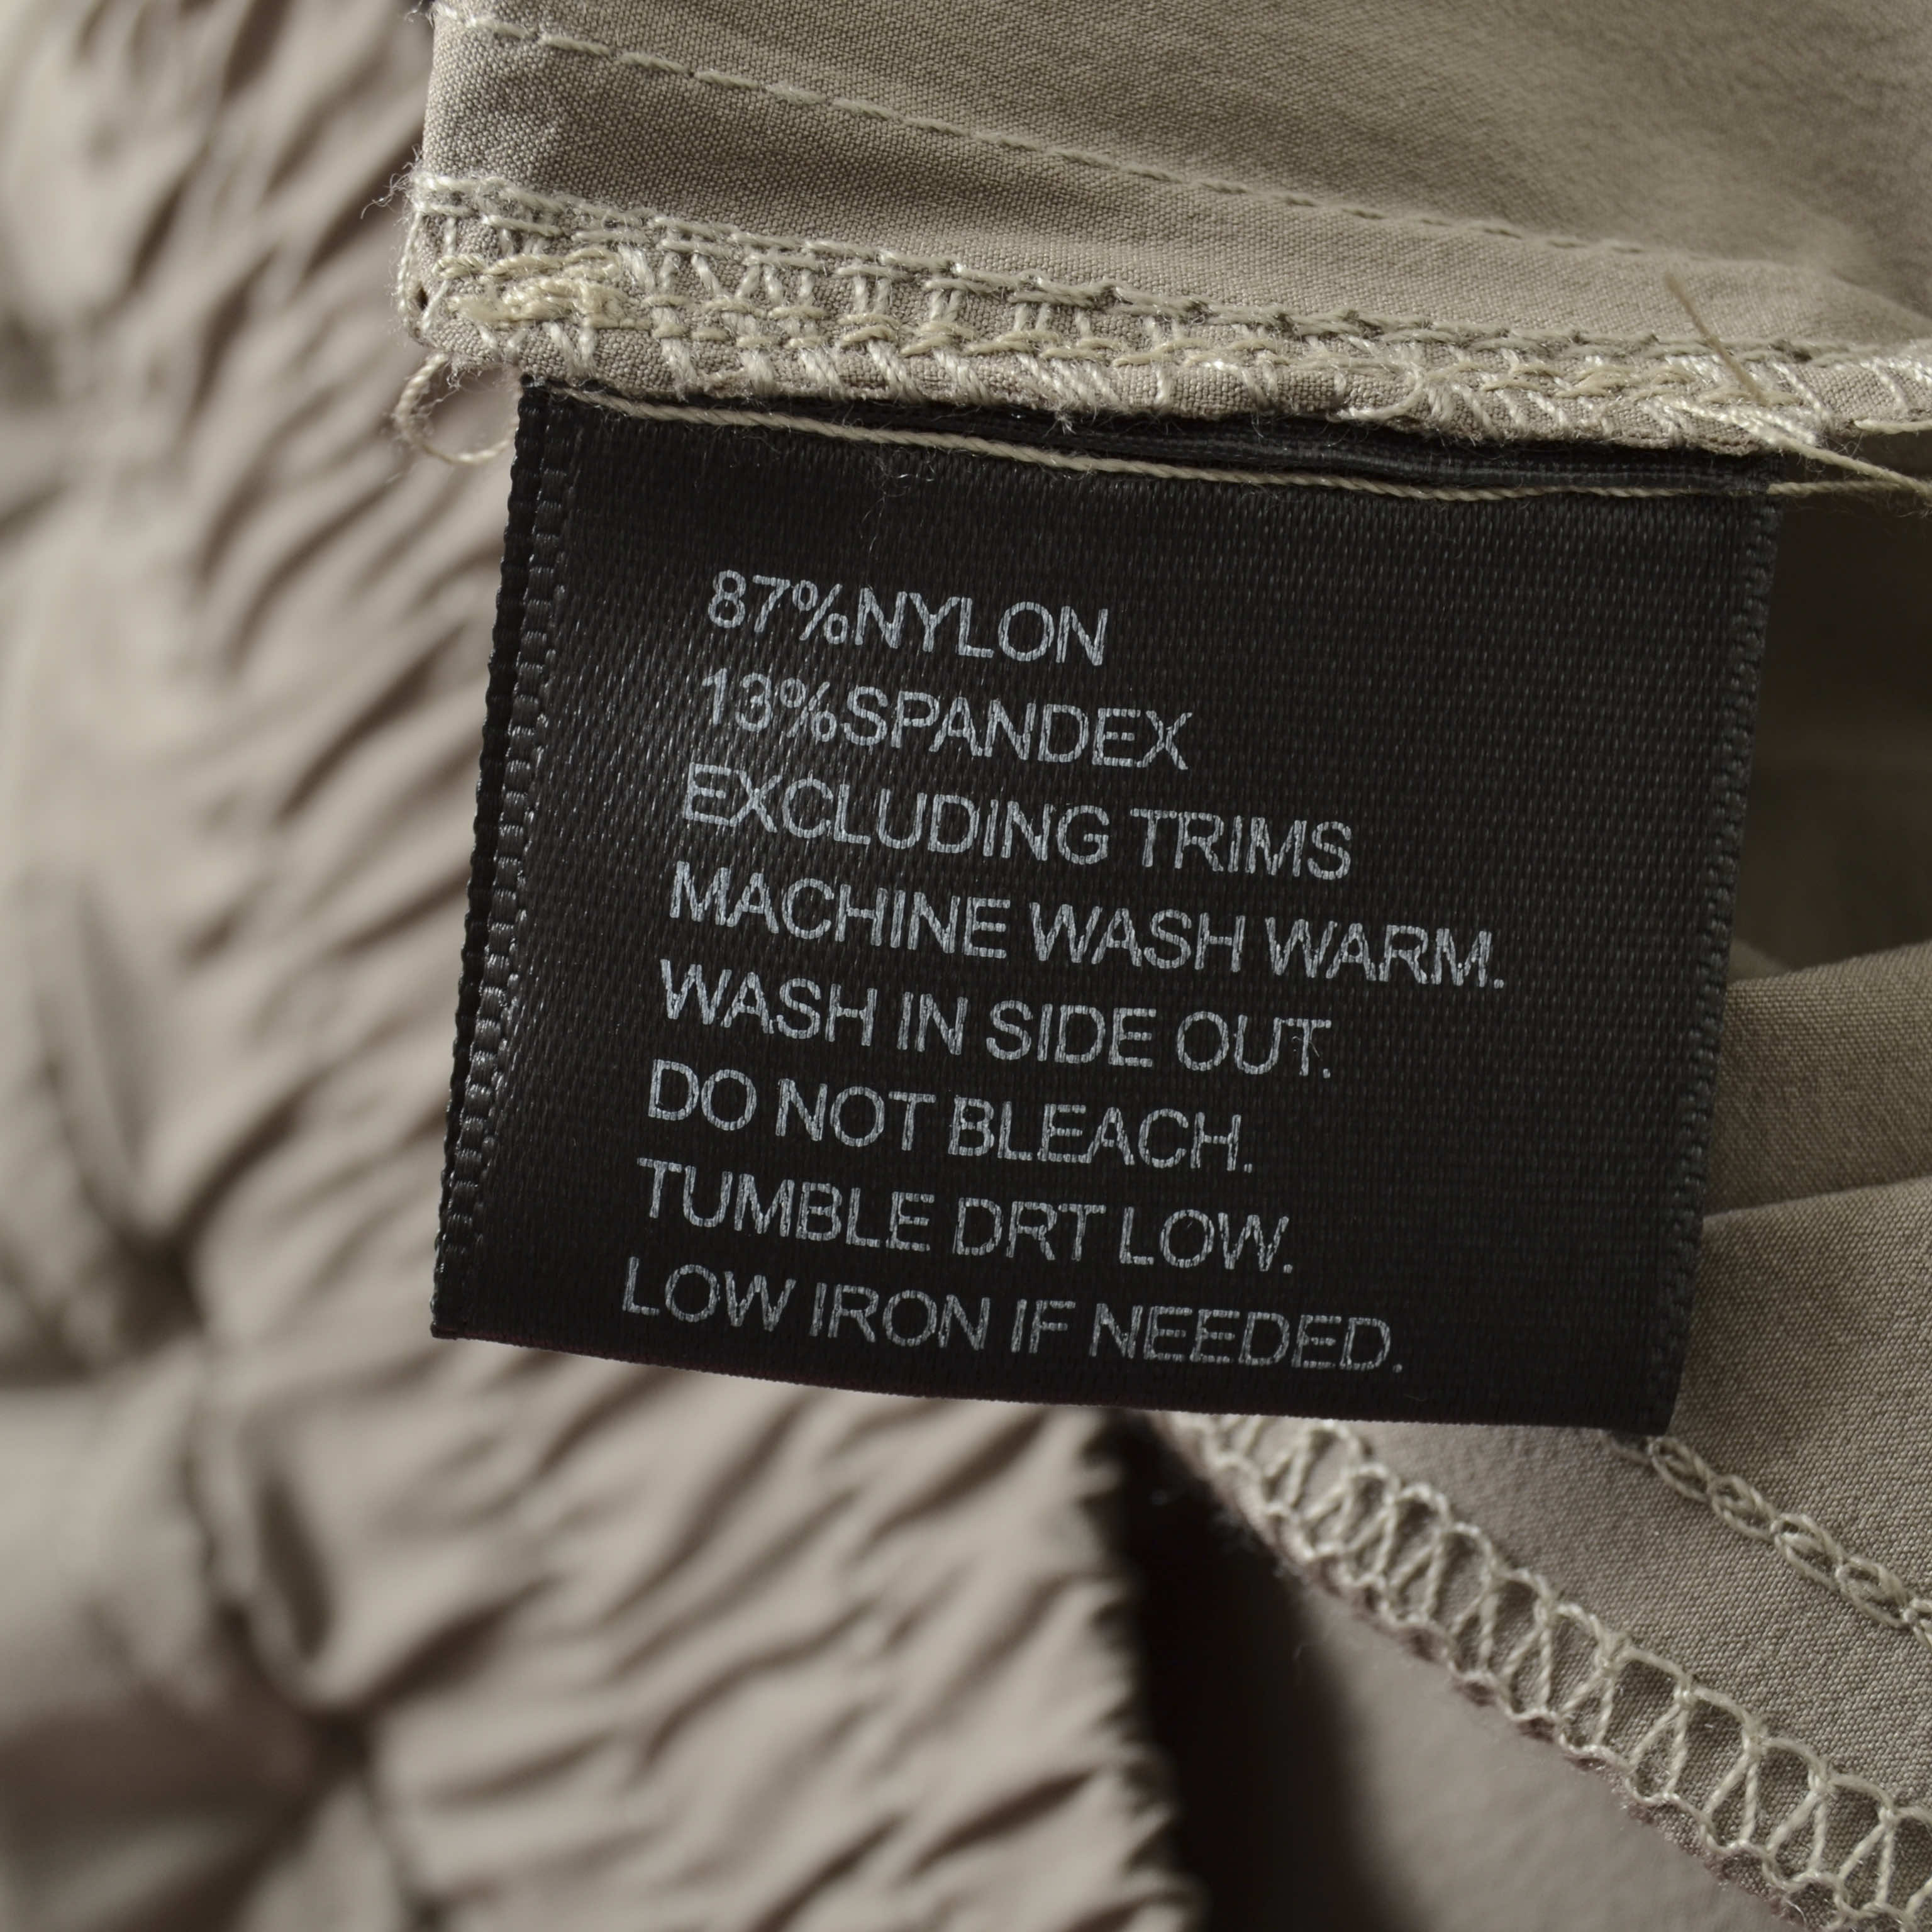 87%NYLON
13%SPANDEX
EXCLUDING TRIMS
MACHINE WASH WARM.
WASH IN SIDE OUT.
DO NOT BLEACH.
TUMBLE DRT LOW.
LOW IRON IF NEEDED.